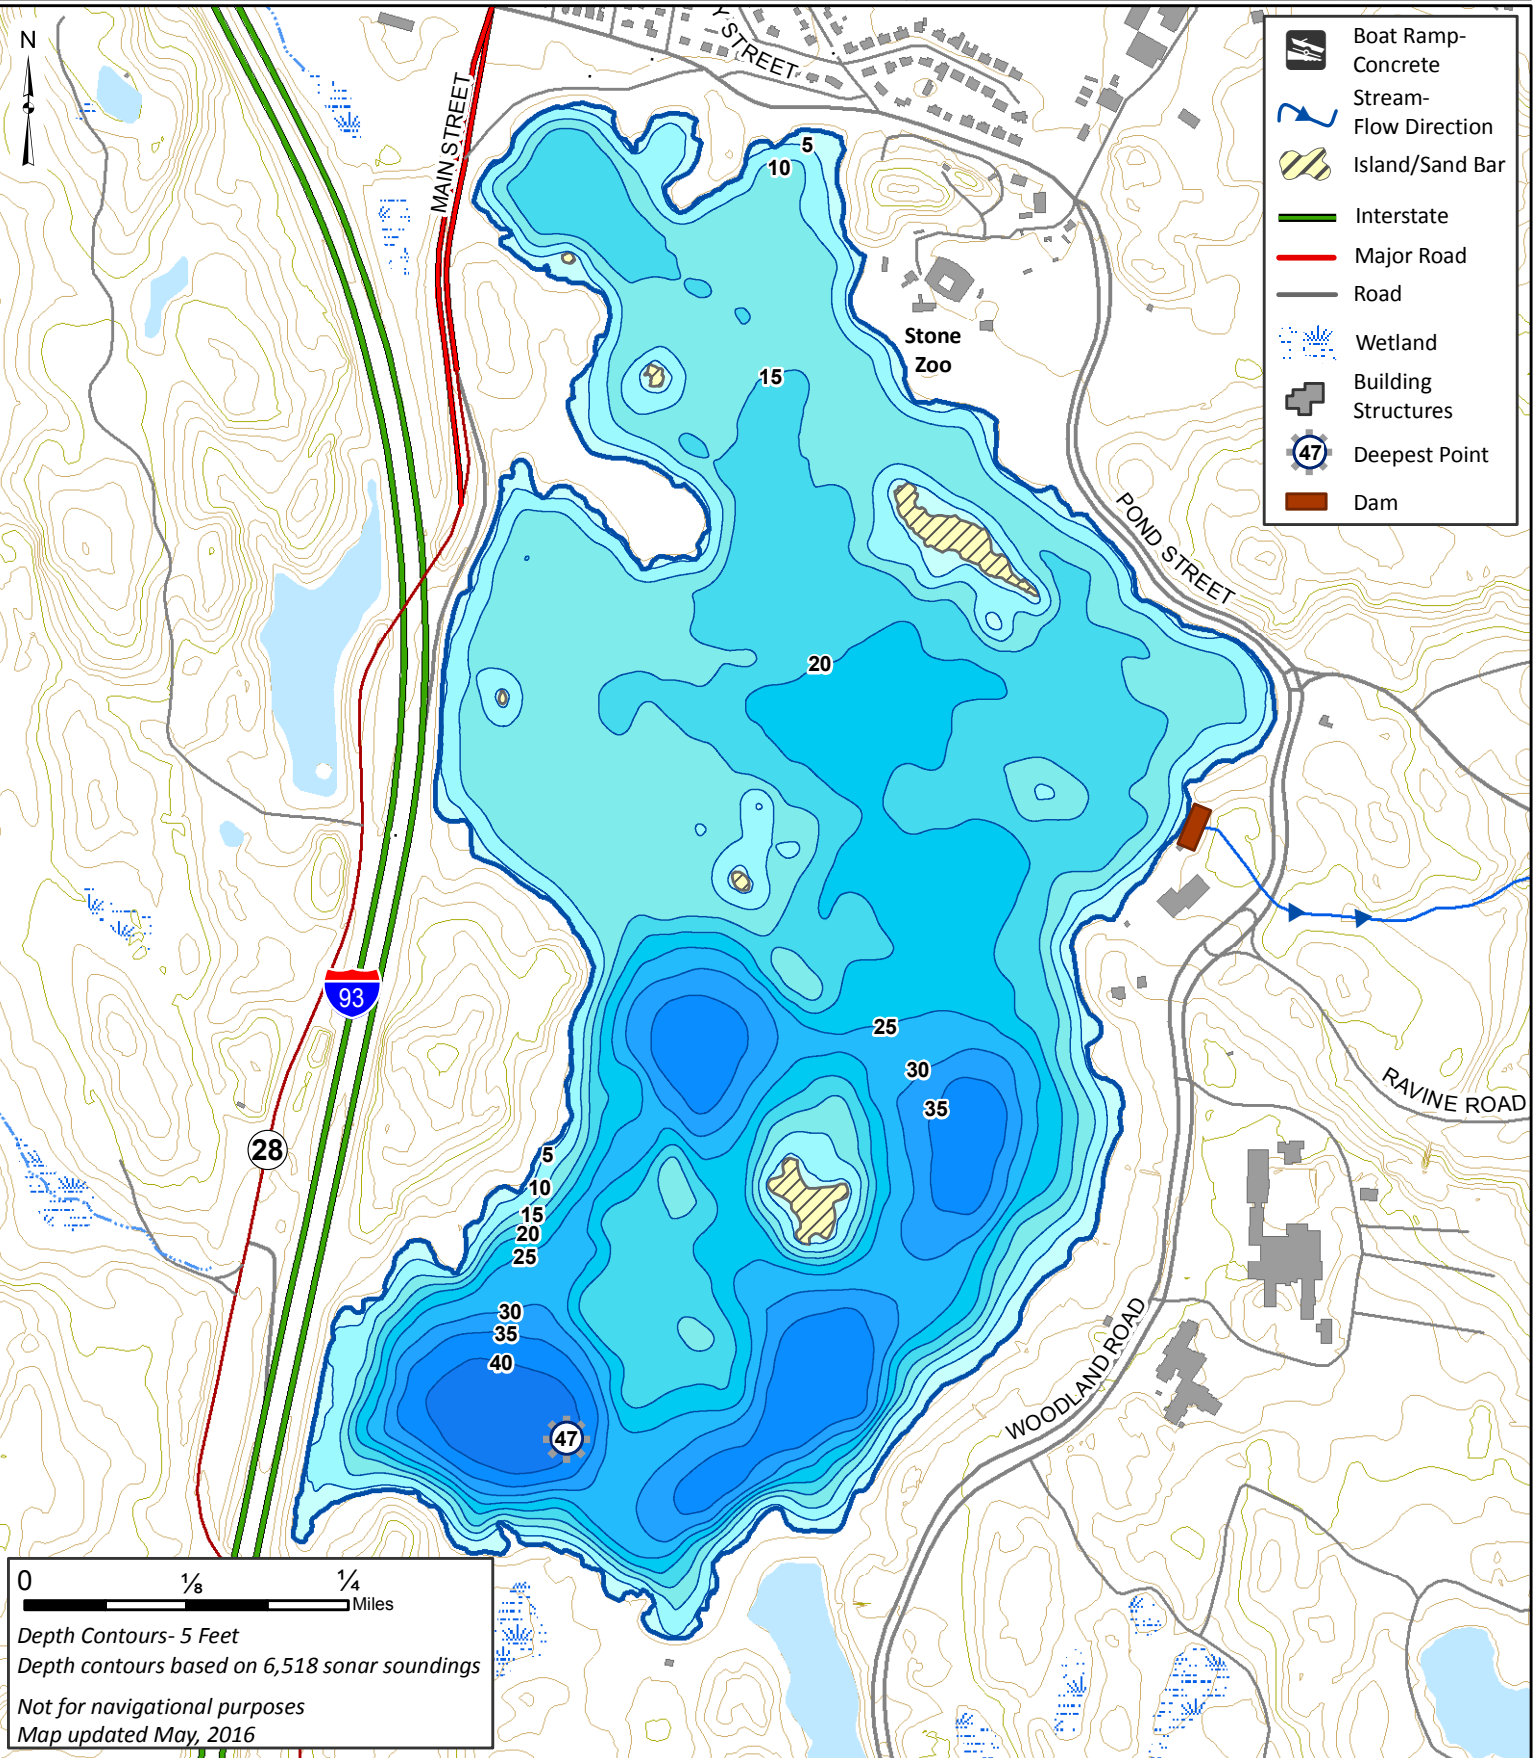 N
MAIN STREET
Y STREET
5
10
Stone
Zoo
15
POND STREET
20
93
25
30
35
RAVINE ROAD
28
5
10
15
20
25
30
35
40
47
WOODLAND ROAD
Boat Ramp-
Concrete
Stream-
Flow Direction
Island/Sand Bar
Interstate
Major Road
Road
Wetland
Building
Structures
47 Deepest Point
Dam
0 ⅛ ¼
Miles
Depth Contours- 5 Feet
Depth contours based on 6,518 sonar soundings
Not for navigational purposes
Map updated May, 2016